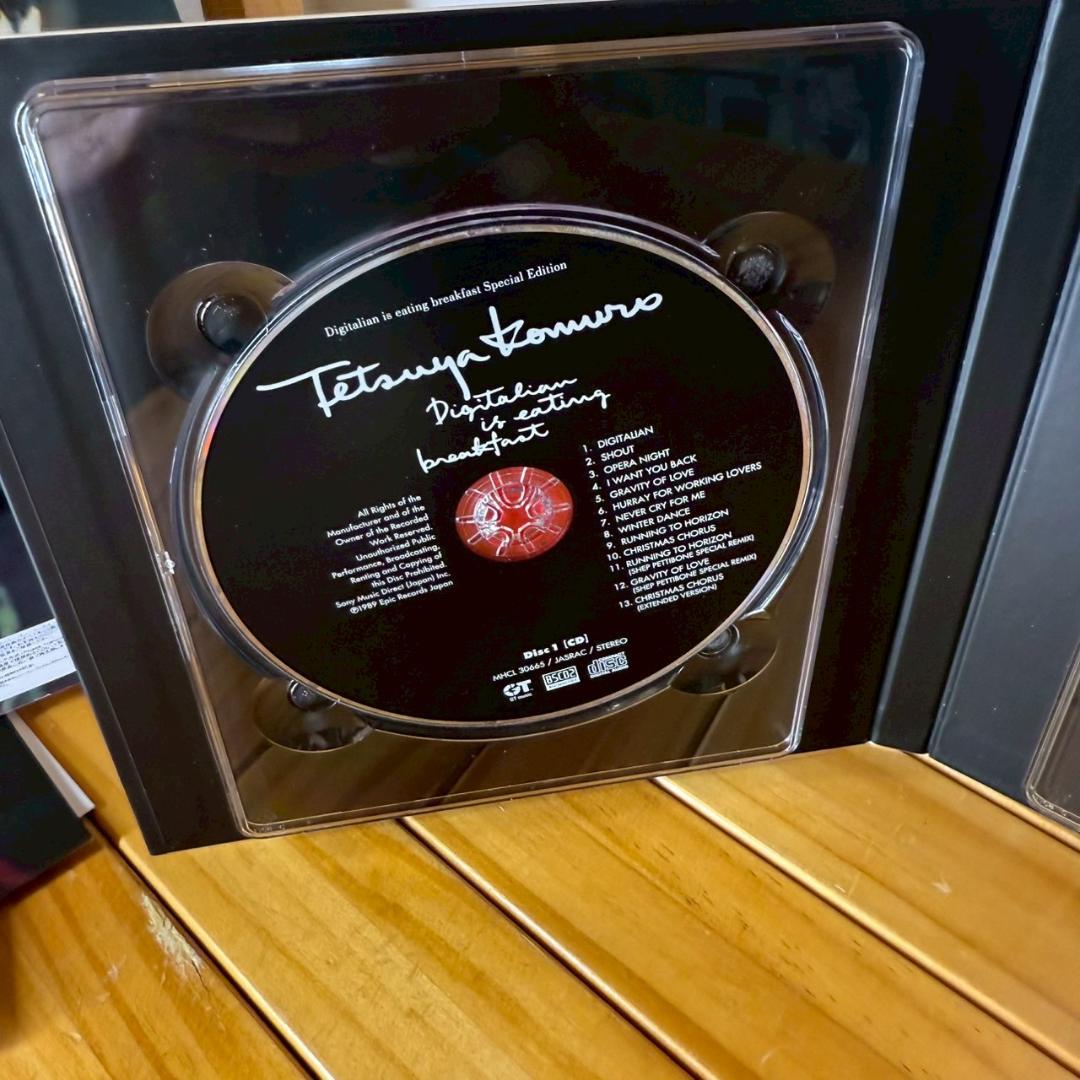 Digitalian is eating breakfast Special Edition
Tetsuya Komuro
Digitalian
is eating
breakfast
All Rights of the
Manufacturer and of the
Owner of the Recorded
Work Reserved.
Unauthorized Public
Performance, Broadcasting,
Renting and Copying of
this Disc Prohibited.
Sony Music Direct (Japan) Inc.
℗1989 Epic Records Japan
1. DIGITALIAN
2. SHOUT
3. OPERA NIGHT
4. I WANT YOU BACK
5. GRAVITY OF LOVE
6. HURRAY FOR WORKING LOVERS
7. NEVER CRY FOR ME
8. WINTER DANCE
9. RUNNING TO HORIZON
10. CHRISTMAS CHORUS
11. RUNNING TO HORIZON
(SHEP PETTIBONE SPECIAL REMIX)
12. GRAVITY OF LOVE
(SHEP PETTIBONE SPECIAL REMIX)
13. CHRISTMAS CHORUS
(EXTENDED VERSION)
Disc 1 [CD]
MHCL 30665 / JASRAC / STEREO
GT
GT music
BSCD2
disc